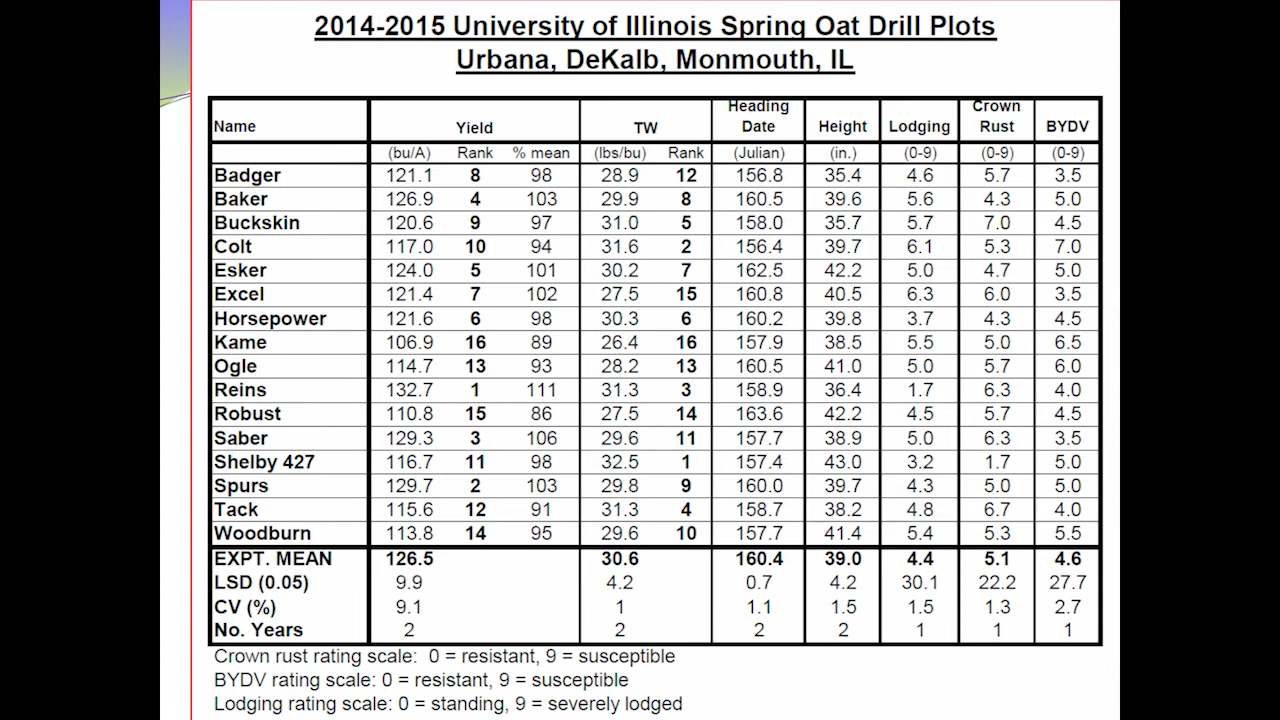 2014-2015 University of Illinois Spring Oat Drill Plots
Urbana, DeKalb, Monmouth, IL
Name Yield TW Heading Date Height Lodging Crown Rust BYDV
(bu/A) Rank % mean (lbs/bu) Rank (Julian) (in.) (0-9) (0-9) (0-9)
Badger 121.1 8 98 28.9 12 156.8 35.4 4.6 5.7 3.5
Baker 126.9 4 103 29.9 8 160.5 39.6 5.6 4.3 5.0
Buckskin 120.6 9 97 31.0 5 158.0 35.7 5.7 7.0 4.5
Colt 117.0 10 94 31.6 2 156.4 39.7 6.1 5.3 7.0
Esker 124.0 5 101 30.2 7 162.5 42.2 5.0 4.7 5.0
Excel 121.4 7 102 27.5 15 160.8 40.5 6.3 6.0 3.5
Horsepower 121.6 6 98 30.3 6 160.2 39.8 3.7 4.3 4.5
Kame 106.9 16 89 26.4 16 157.9 38.5 5.5 5.0 6.5
Ogle 114.7 13 93 28.2 13 160.5 41.0 5.0 5.7 6.0
Reins 132.7 1 111 31.3 3 158.9 36.4 1.7 6.3 4.0
Robust 110.8 15 86 27.5 14 163.6 42.2 4.5 5.7 4.5
Saber 129.3 3 106 29.6 11 157.7 38.9 5.0 6.3 3.5
Shelby 427 116.7 11 98 32.5 1 157.4 43.0 3.2 1.7 5.0
Spurs 129.7 2 103 29.8 9 160.0 39.7 4.3 5.0 5.0
Tack 115.6 12 91 31.3 4 158.7 38.2 4.8 6.7 4.0
Woodburn 113.8 14 95 29.6 10 157.7 41.4 5.4 5.3 5.5
EXPT. MEAN 126.5 30.6 160.4 39.0 4.4 5.1 4.6
LSD (0.05) 9.9 4.2 0.7 4.2 30.1 22.2 27.7
CV (%) 9.1 1 1.1 1.5 1.5 1.3 2.7
No. Years 2 2 2 2 1 1 1
Crown rust rating scale: 0 = resistant, 9 = susceptible
BYDV rating scale: 0 = resistant, 9 = susceptible
Lodging rating scale: 0 = standing, 9 = severely lodged